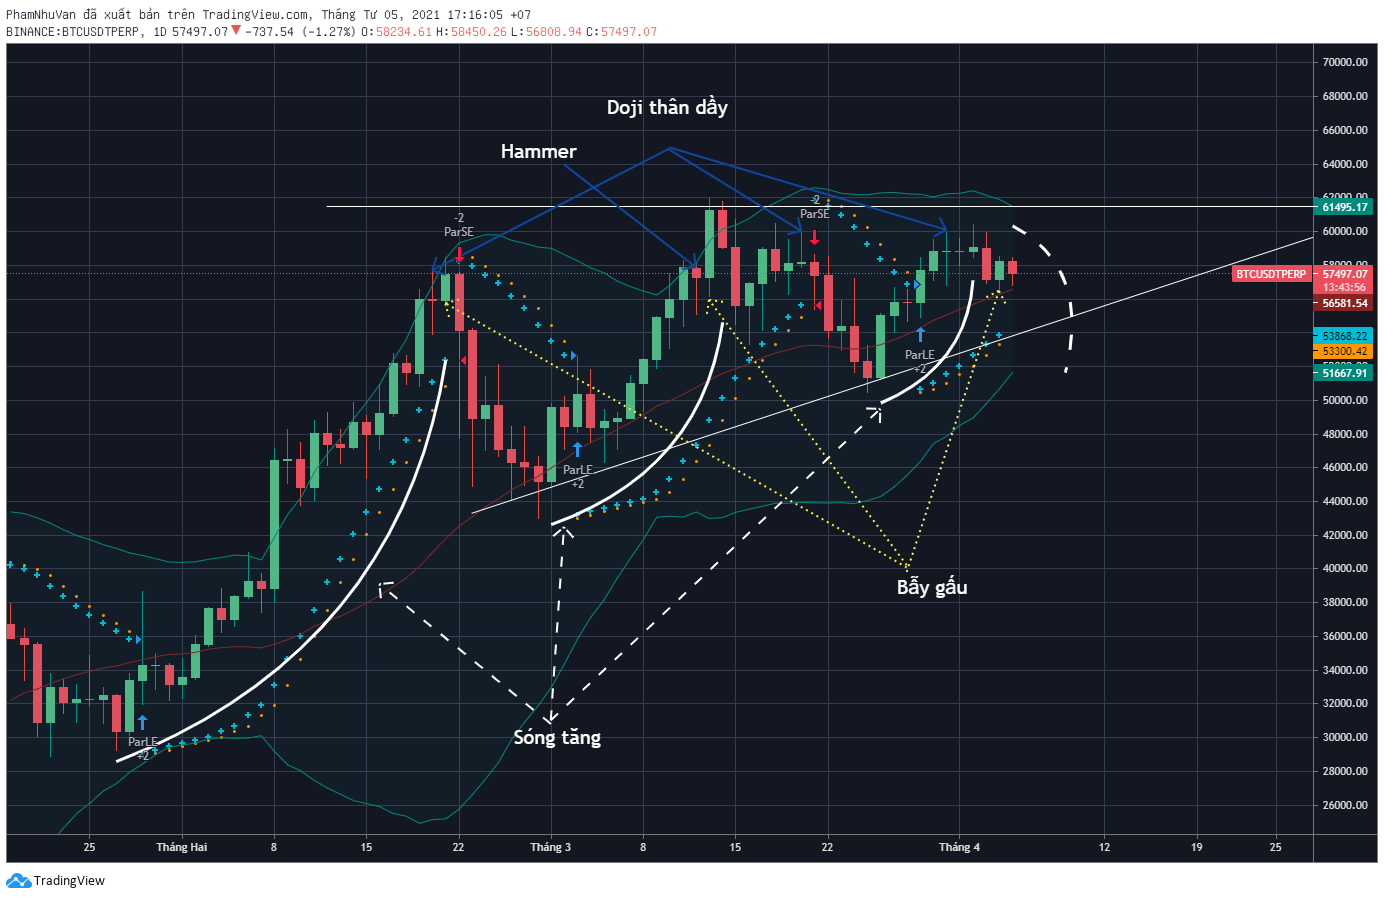 PhamNhuVan đã xuất bản trên TradingView.com, Tháng Tư 05, 2021 17:16:05 +07
BINANCE:BTCUSDTPERP, 1D 57497.07 ▼ −737.54 (−1.27%) O:58234.61 H:58450.26 L:56808.94 C:57497.07
70000.00
68000.00
Doji thân dầy
66000.00
Hammer
64000.00
62000.00
61495.17
-2
ParSE
-2
ParSE
60000.00
58000.00
BTCUSDTPERP 57497.07
13:43:56
56581.54
53868.22
53300.42
ParLE
+2
51667.91
50000.00
48000.00
46000.00
ParLE
+2
44000.00
42000.00
40000.00
Bẫy gấu
38000.00
36000.00
34000.00
32000.00
Sóng tăng
30000.00
ParLE
+2
28000.00
26000.00
25 Tháng Hai 8 15 22 Tháng 3 8 15 22 Tháng 4 12 19 25
TradingView